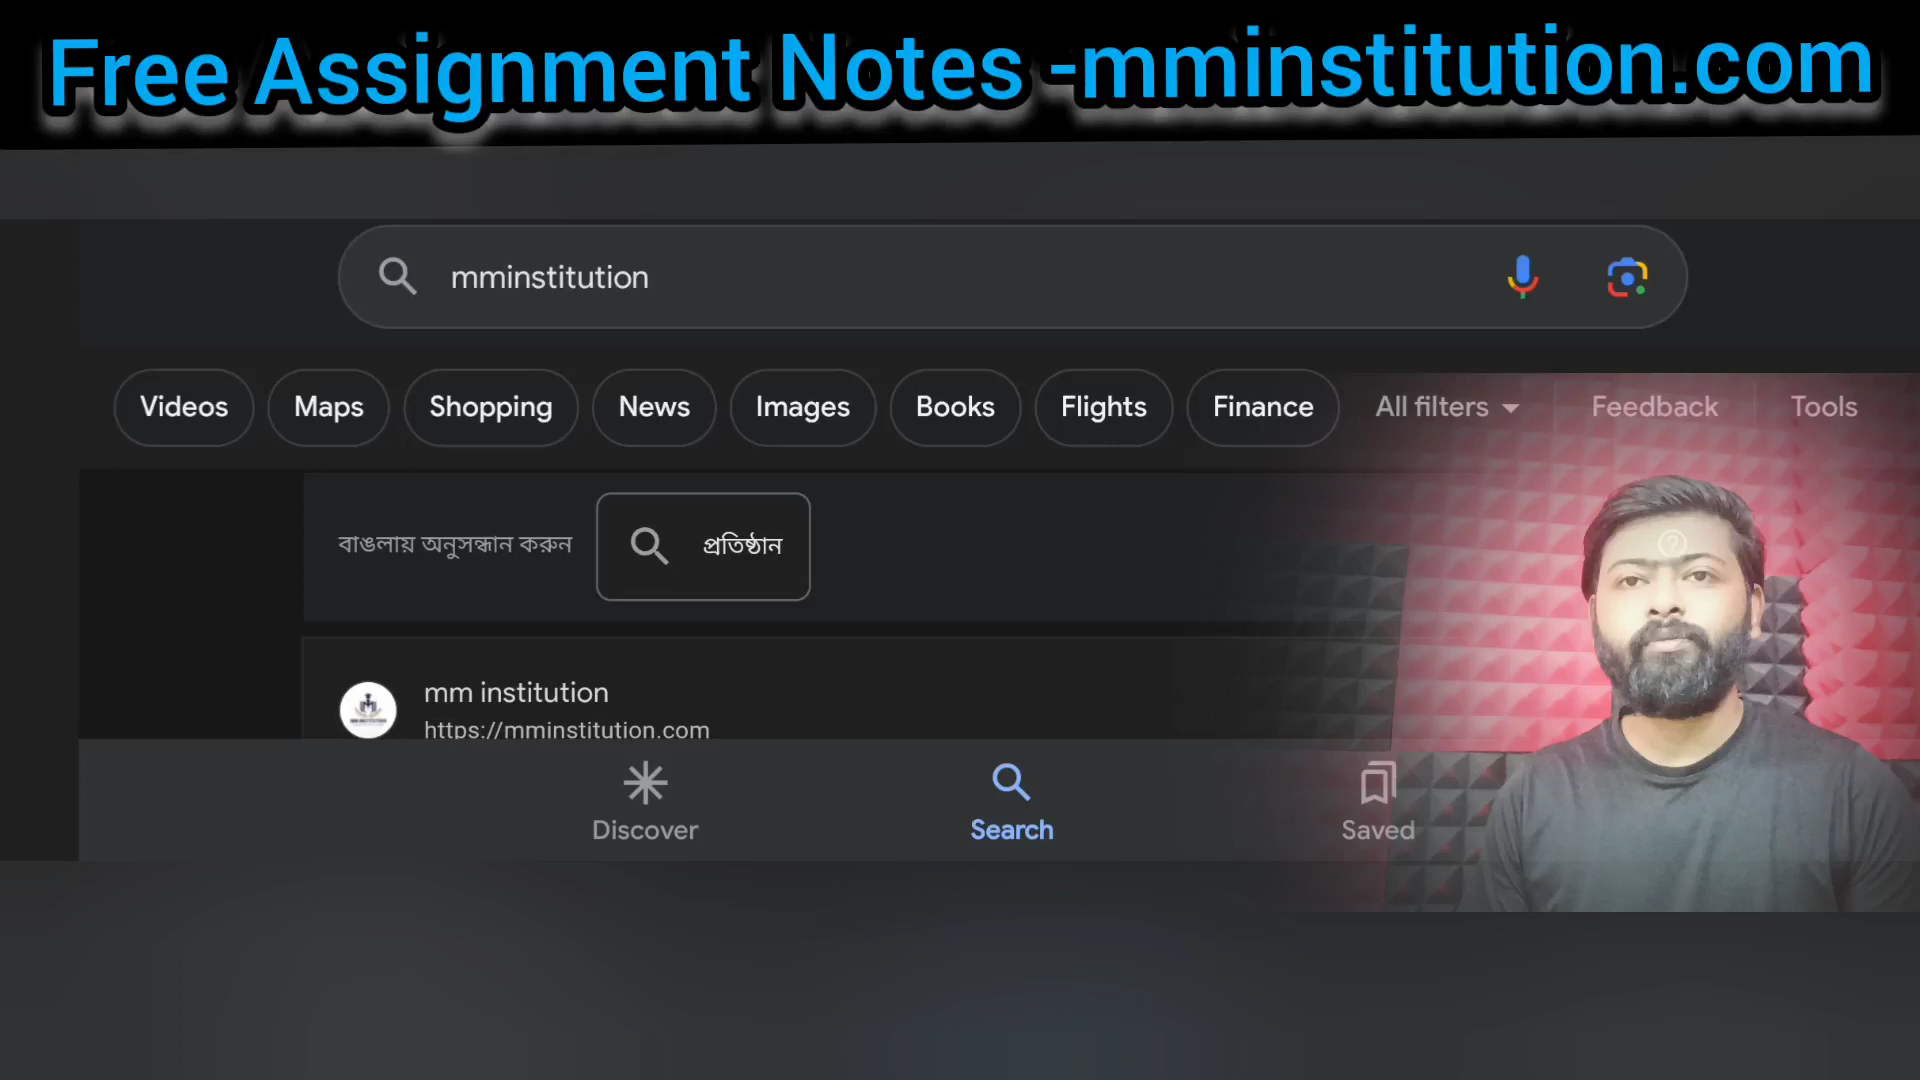 Free Assignment Notes -mminstitution.com
mminstitution
Videos Maps Shopping News Images Books Flights Finance All filters Feedback Tools
বাঙলায় অনুসন্ধান করুন প্রতিষ্ঠান
mm institution
https://mminstitution.com
Discover Search Saved